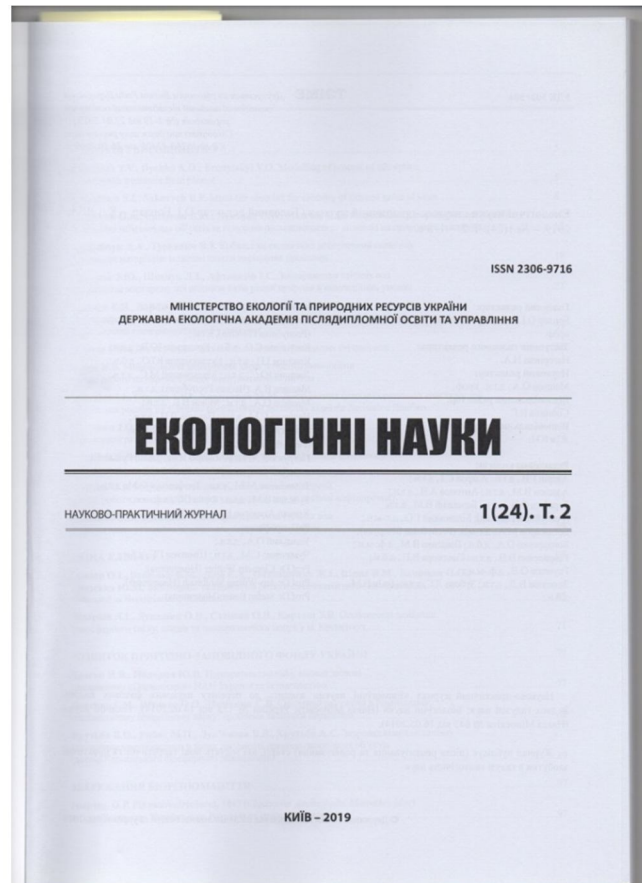 ISSN 2306-9716
МІНІСТЕРСТВО ЕКОЛОГІЇ ТА ПРИРОДНИХ РЕСУРСІВ УКРАЇНИ
ДЕРЖАВНА ЕКОЛОГІЧНА АКАДЕМІЯ ПІСЛЯДИПЛОМНОЇ ОСВІТИ ТА УПРАВЛІННЯ
ЕКОЛОГІЧНІ НАУКИ
НАУКОВО-ПРАКТИЧНИЙ ЖУРНАЛ 1(24). Т. 2
КИЇВ – 2019